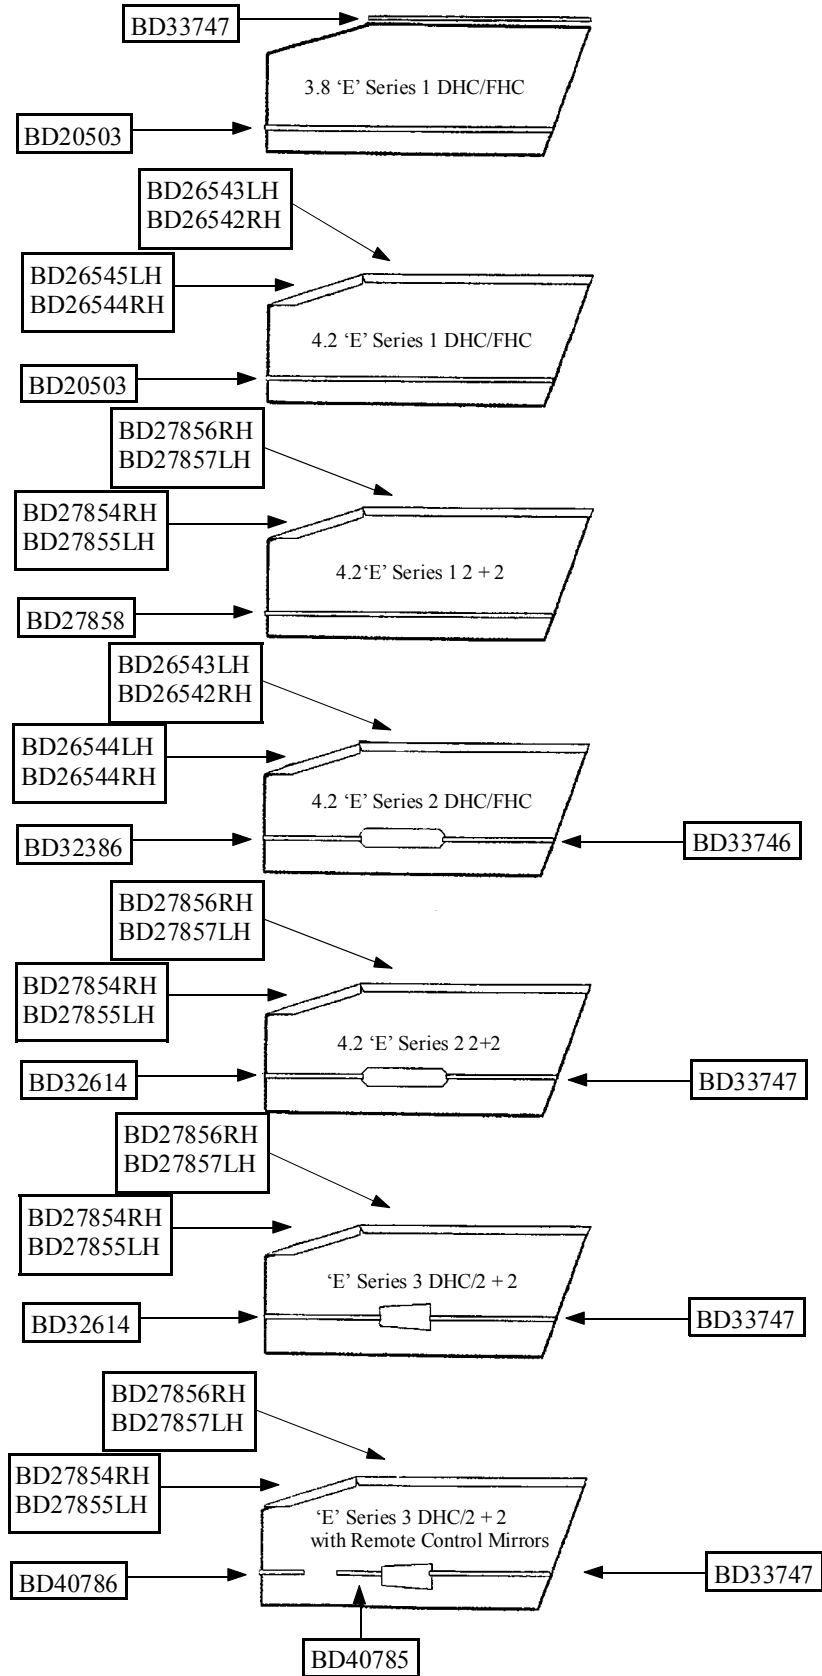 BD33747
3.8 ‘E’ Series 1 DHC/FHC
BD20503
BD26543LH
BD26542RH
BD26545LH
BD26544RH
4.2 ‘E’ Series 1 DHC/FHC
BD20503
BD27856RH
BD27857LH
BD27854RH
BD27855LH
4.2‘E’ Series 1 2 + 2
BD27858
BD26543LH
BD26542RH
BD26544LH
BD26544RH
4.2 ‘E’ Series 2 DHC/FHC
BD32386
BD33746
BD27856RH
BD27857LH
BD27854RH
BD27855LH
4.2 ‘E’ Series 2 2+2
BD32614
BD33747
BD27856RH
BD27857LH
BD27854RH
BD27855LH
‘E’ Series 3 DHC/2 + 2
BD32614
BD33747
BD27856RH
BD27857LH
BD27854RH
BD27855LH
‘E’ Series 3 DHC/2 + 2
with Remote Control Mirrors
BD40786
BD33747
BD40785